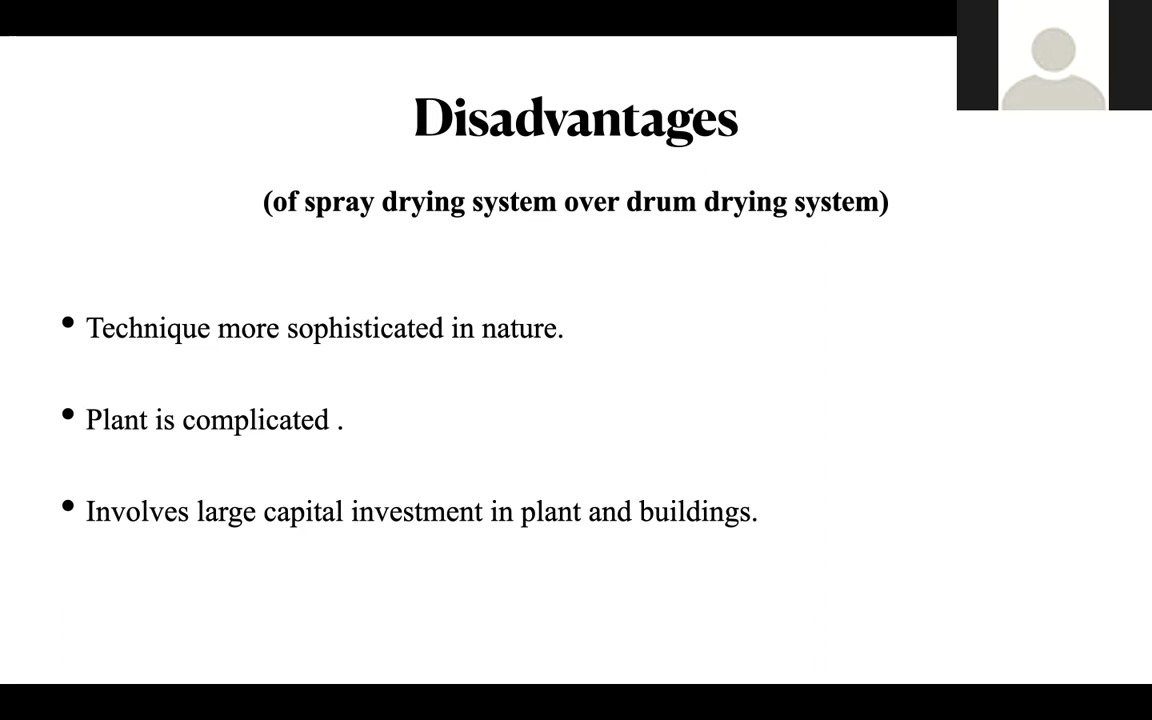 Disadvantages
(of spray drying system over drum drying system)
• Technique more sophisticated in nature.
• Plant is complicated .
• Involves large capital investment in plant and buildings.